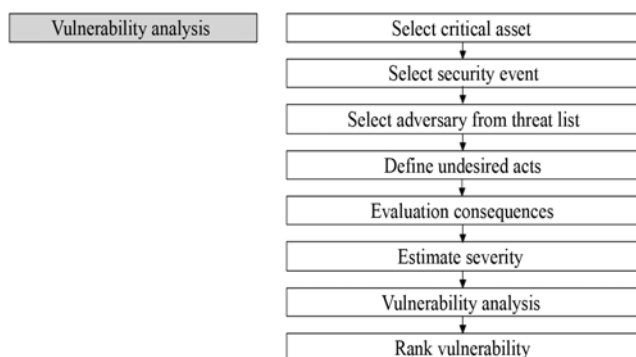 Vulnerability analysis
Select critical asset
Select security event
Select adversary from threat list
Define undesired acts
Evaluation consequences
Estimate severity
Vulnerability analysis
Rank vulnerability